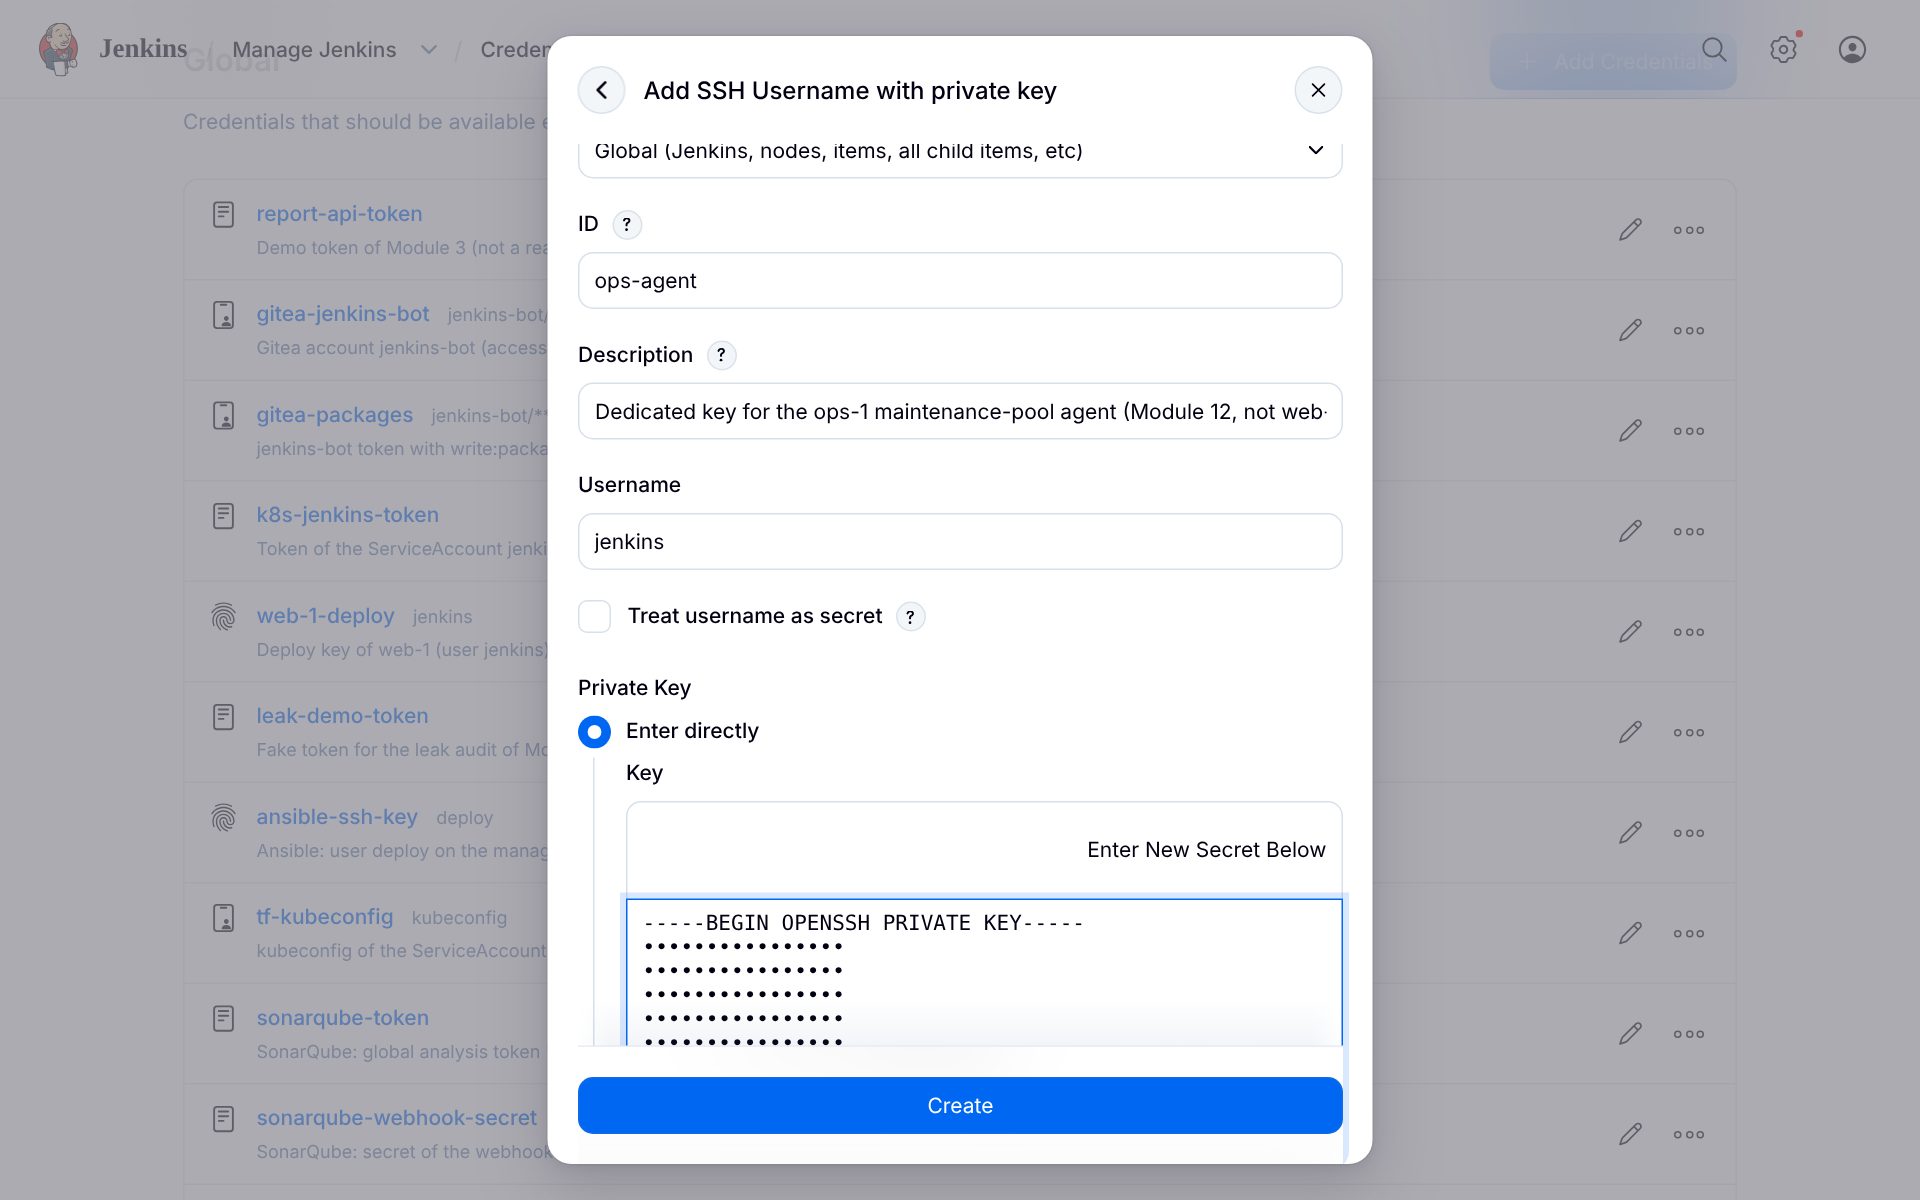 Jenkins / Manage Jenkins / Creden
Global
+ Add Credentials
Credentials that should be available e
report-api-token
Demo token of Module 3 (not a rea
gitea-jenkins-bot jenkins-bot/
Gitea account jenkins-bot (access
gitea-packages jenkins-bot/**
jenkins-bot token with write:packa
k8s-jenkins-token
Token of the ServiceAccount jenki
web-1-deploy jenkins
Deploy key of web-1 (user jenkins)
leak-demo-token
Fake token for the leak audit of Mo
ansible-ssh-key deploy
Ansible: user deploy on the manag
tf-kubeconfig kubeconfig
kubeconfig of the ServiceAccount
sonarqube-token
SonarQube: global analysis token
sonarqube-webhook-secret
SonarQube: secret of the webhook
Add SSH Username with private key
Global (Jenkins, nodes, items, all child items, etc)
ID ?
ops-agent
Description ?
Dedicated key for the ops-1 maintenance-pool agent (Module 12, not web-
Username
jenkins
Treat username as secret ?
Private Key
Enter directly
Key
Enter New Secret Below
-----BEGIN OPENSSH PRIVATE KEY-----
••••••••••••••••
••••••••••••••••
••••••••••••••••
••••••••••••••••
••••••••••••••••
Create